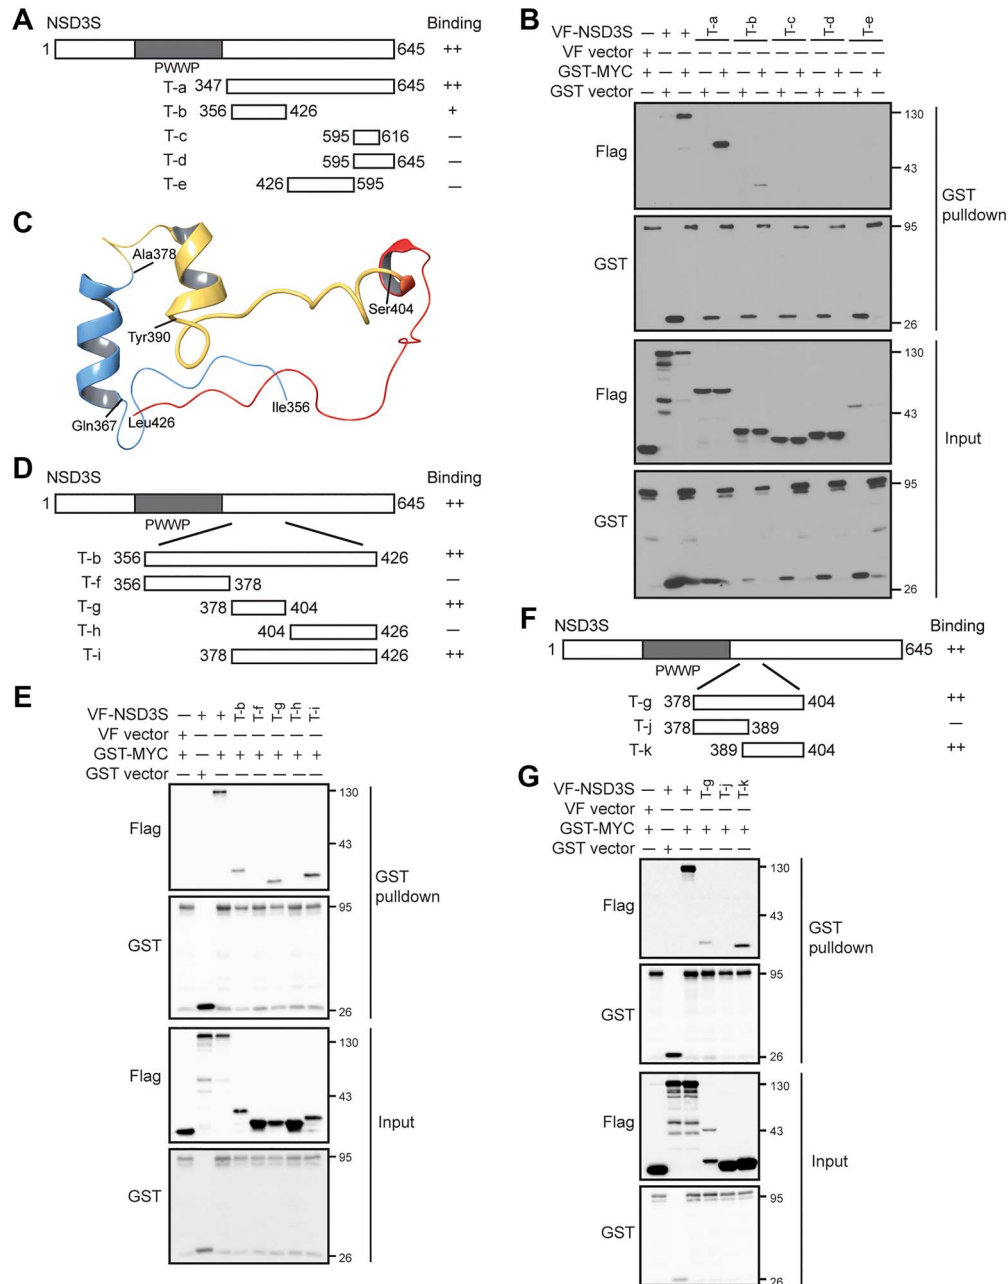 A
NSD3S
Binding
1
645
++
PWWP
T-a
347
645
++
T-b
356
426
+
T-c
595
616
—
T-d
595
645
—
T-e
426
595
—
B
VF-NSD3S — + + T-a T-b T-c T-d T-e
VF vector + — — — — — — — — — — — —
GST-MYC + — + — + — + — + — + — +
GST vector — + — + — + — + — + — + —
Flag
130
43
GST
95
26
GST
pulldown
Flag
130
43
GST
95
26
Input
C
Ala378
Tyr390
Ser404
Gln367
Leu426
Ile356
D
NSD3S
Binding
1
645
++
PWWP
T-b
356
426
++
T-f
356
378
—
T-g
378
404
++
T-h
404
426
—
T-i
378
426
++
E
VF-NSD3S — + + T-b T-f T-g T-h T-i
VF vector + — — — — — — —
GST-MYC + — + + + + + +
GST vector — + — — — — — —
Flag
130
43
GST
95
26
GST
pulldown
Flag
130
43
GST
95
26
Input
F
NSD3S
Binding
1
645
++
PWWP
T-g
378
404
++
T-j
378
389
—
T-k
389
404
++
G
VF-NSD3S — + + T-g T-j T-k
VF vector + — — — — —
GST-MYC + — + + + +
GST vector — + — — — —
Flag
130
43
GST
95
26
GST
pulldown
Flag
130
43
GST
95
26
Input